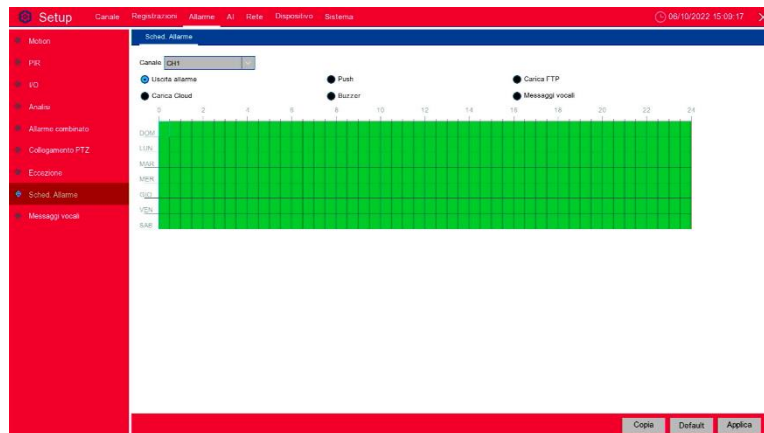 Setup Canale Registrazioni Allarme AI Rete Dispositivo Sistema 06/10/2022 15:09:17
Motion
PIR
I/O
Analisi
Allarme combinato
Collogamento PTZ
Eccezione
Sched. Allarme
Messaggi vocali
Sched. Allarme
Canale CH1
Uscita allarme Push Carica FTP
Carica Cloud Buzzer Messaggi vocali
0 2 4 6 8 10 12 14 16 18 20 22 24
DOM
LUN
MAR
MER
GIO
VEN
SAB
Copia Default Applica